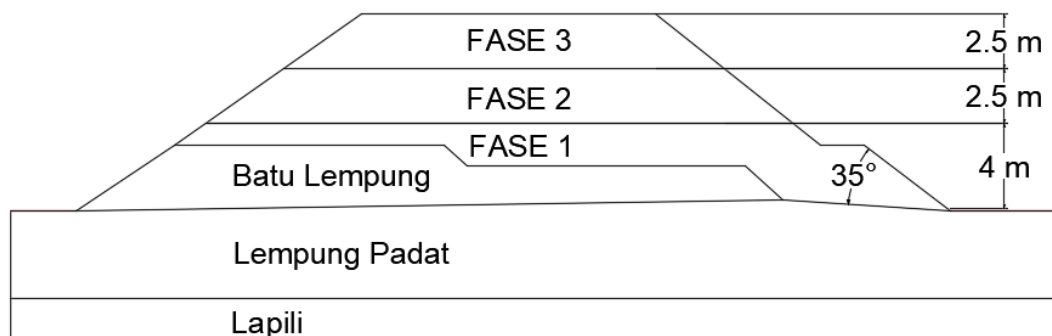 FASE 3
2.5 m
FASE 2
2.5 m
FASE 1
Batu Lempung
35°
4 m
Lempung Padat
Lapili